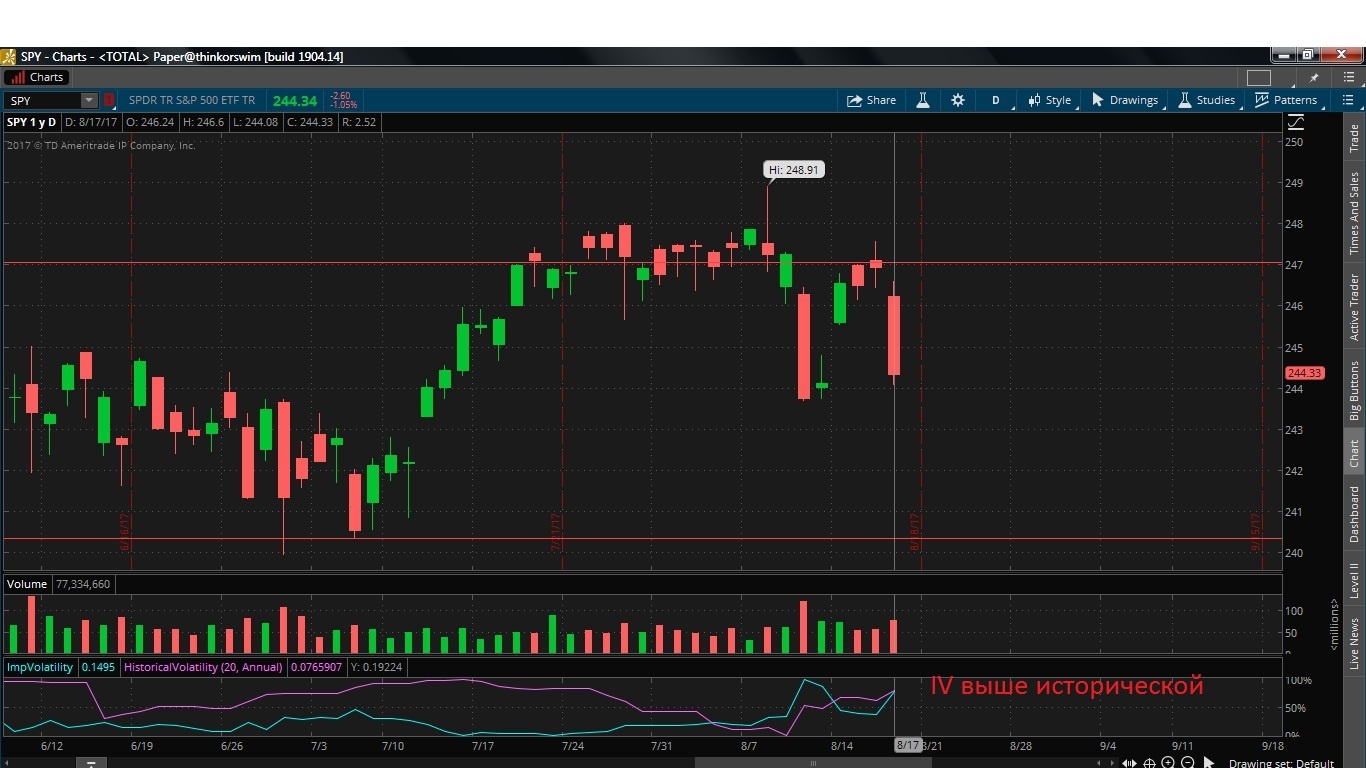 SPY - Charts - <TOTAL> Paper@thinkorswim [build 1904.14]
Charts
SPY SPDR TR S&P 500 ETF TR 244.34 -2.60 -1.05% Share D Style Drawings Studies Patterns
SPY 1 y D D: 8/17/17 O: 246.24 H: 246.6 L: 244.08 C: 244.33 R: 2.52
2017 © TD Ameritrade IP Company, Inc.
Hi: 248.91
250
249
248
247
246
245
244.33
244
243
242
241
240
6/16/17 7/21/17 8/18/17 9/15/17
Volume 77,334,660
100
50
0
<millions>
ImpVolatility 0.1495 HistoricalVolatility (20, Annual) 0.0765907 Y: 0.19224
IV выше исторической
100%
50%
0%
6/12 6/19 6/26 7/3 7/10 7/17 7/24 7/31 8/7 8/14 8/17 8/21 8/28 9/4 9/11 9/18
Drawing set: Default
Trade
Times And Sales
Active Trader
Big Buttons
Chart
Dashboard
Level II
Live News